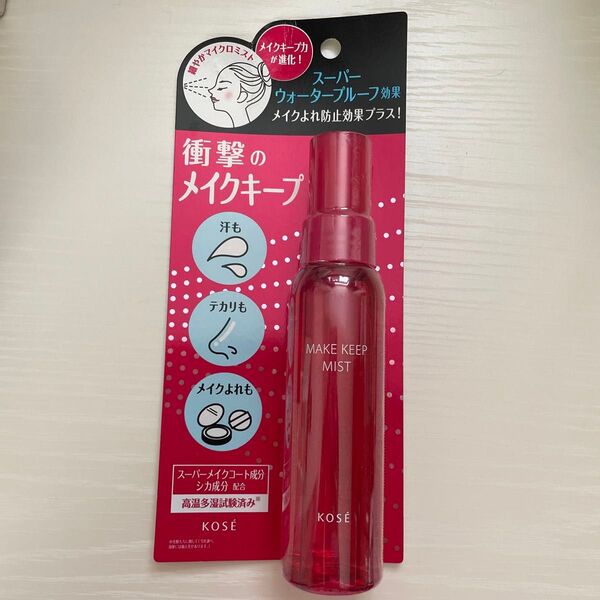 細やかマイクロミスト
メイクキープ力
が進化！
スーパー
ウォータープルーフ効果
メイクよれ防止効果プラス！
衝撃の
メイクキープ
汗も
テカリも
メイクよれも
スーパーメイクコート成分
シカ成分 配合
高温多湿試験済み※
KOSÉ
MAKE KEEP
MIST
KOSÉ